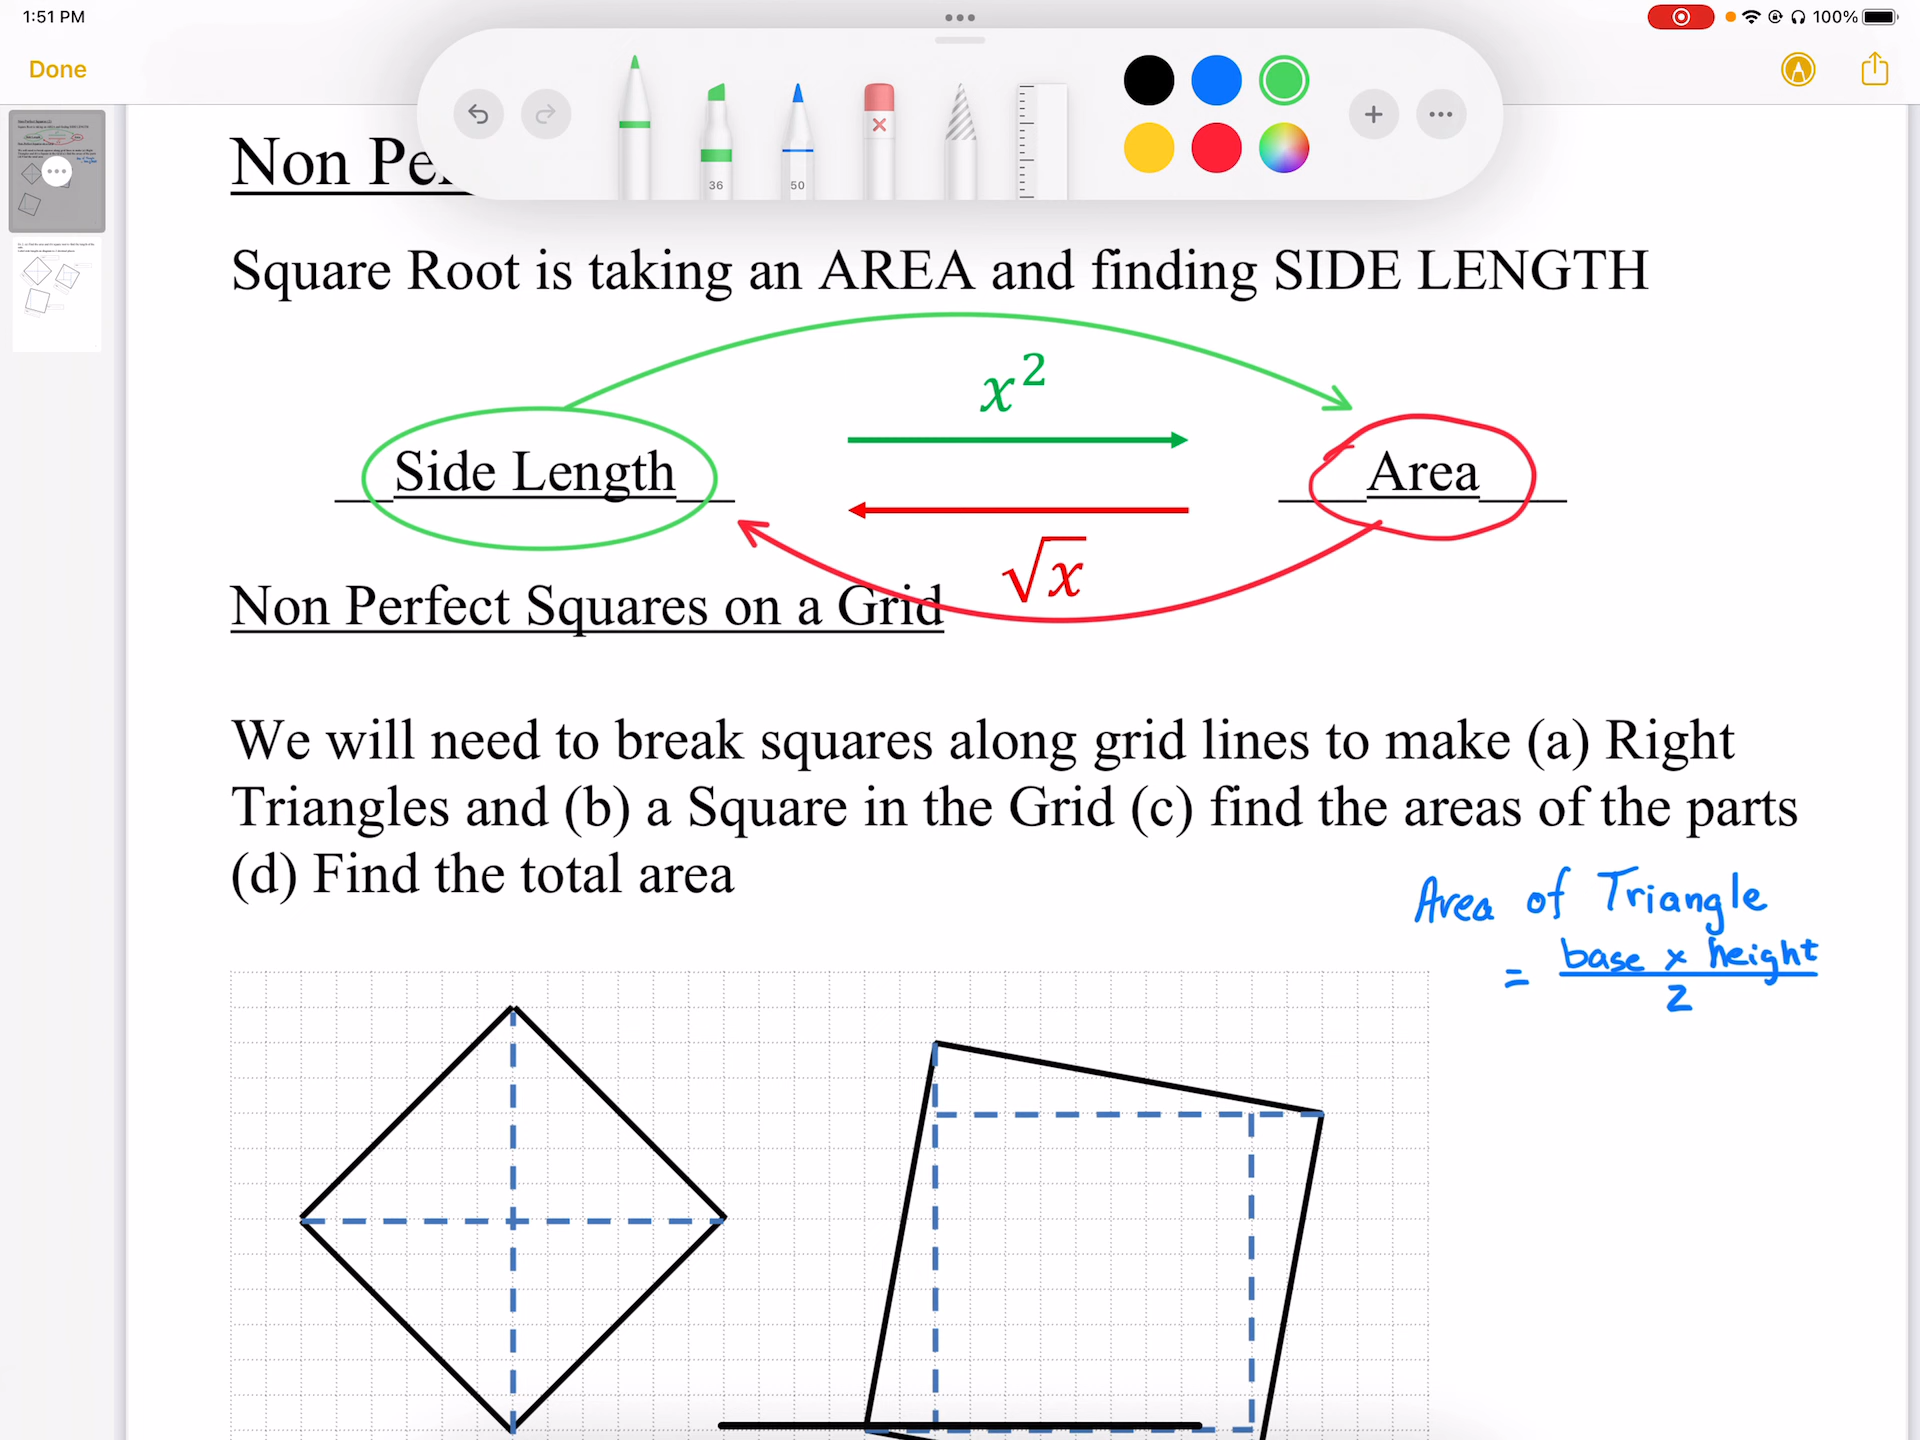 1:51 PM
100%
Done
36
50
Non Pe
Square Root is taking an AREA and finding SIDE LENGTH
x²
Side Length
Area
√x
Non Perfect Squares on a Grid
We will need to break squares along grid lines to make (a) Right
Triangles and (b) a Square in the Grid (c) find the areas of the parts
(d) Find the total area
Area of Triangle
= base x height
2